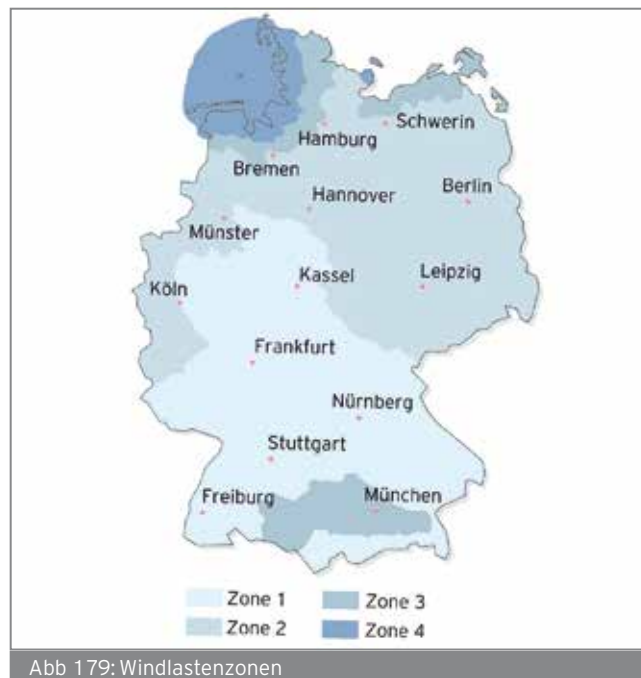 Schwerin
Hamburg
Bremen
Hannover
Berlin
Münster
Kassel
Leipzig
Köln
Frankfurt
Nürnberg
Stuttgart
Freiburg
München
Zone 1
Zone 3
Zone 2
Zone 4
Abb 179: Windlastenzonen